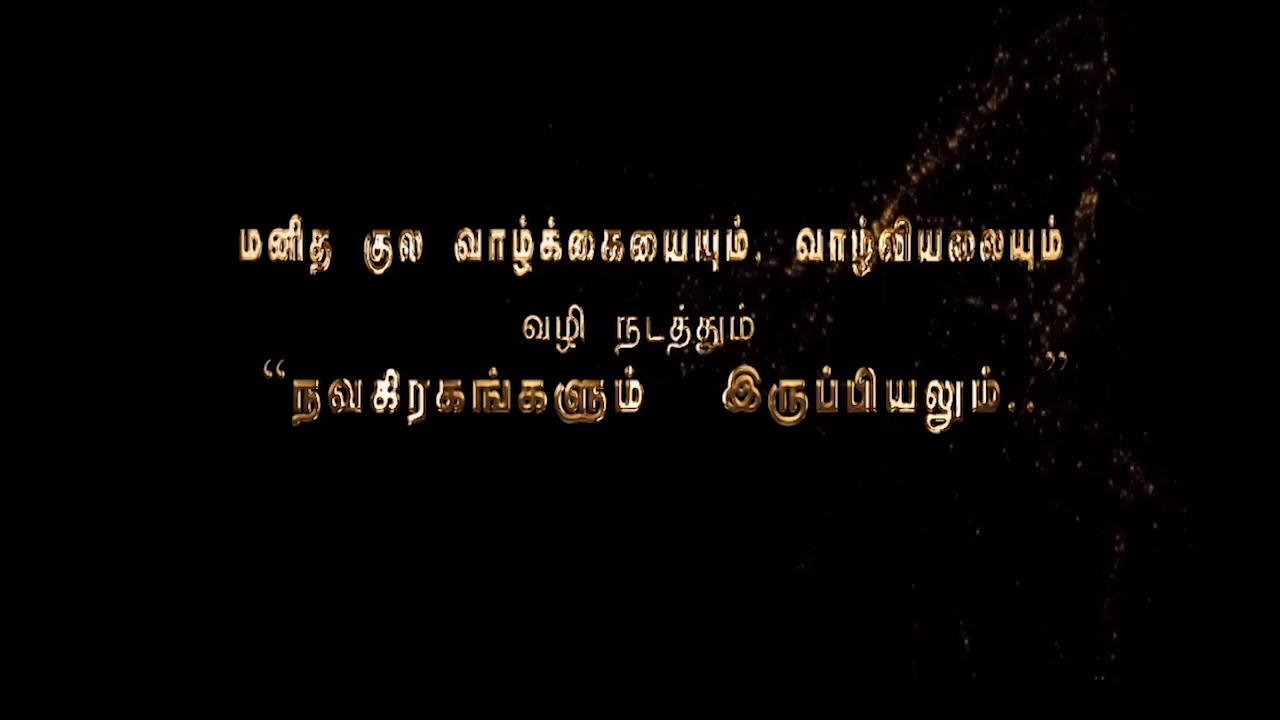 மனித குல வாழ்க்கையையும், வாழ்வியலையும்
வழி நடத்தும்
“நவகிரகங்களும் இருப்பியலும்..”